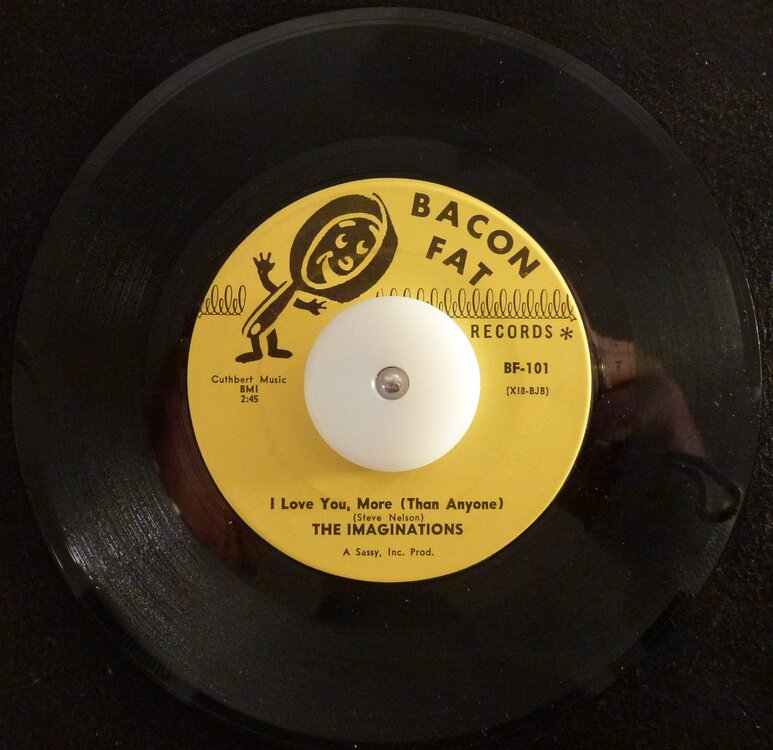 BACON
FAT
RECORDS *
BF-101
(X18-BJB)
Cuthbert Music
BMI
2:45
I Love You, More (Than Anyone)
(Steve Nelson)
THE IMAGINATIONS
A Sassy, Inc. Prod.